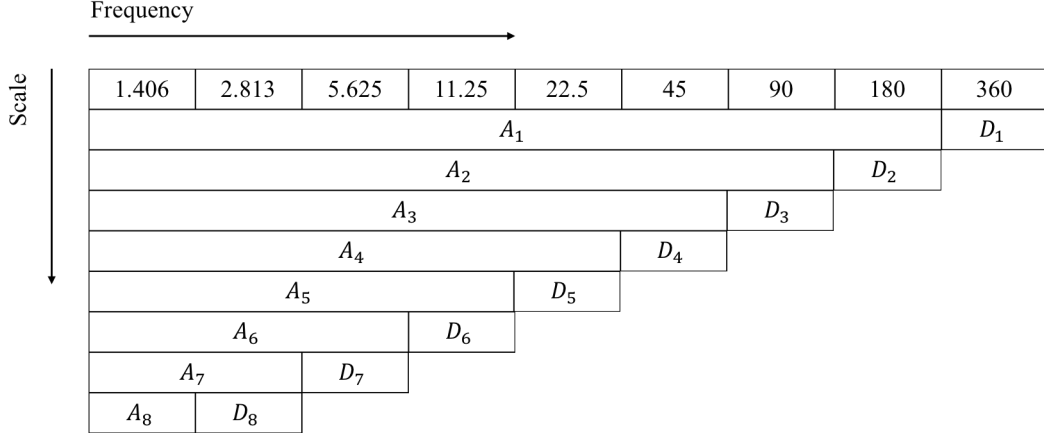 Frequency
Scale
1.406 2.813 5.625 11.25 22.5 45 90 180 360
A₁ D₁
A₂ D₂
A₃ D₃
A₄ D₄
A₅ D₅
A₆ D₆
A₇ D₇
A₈ D₈